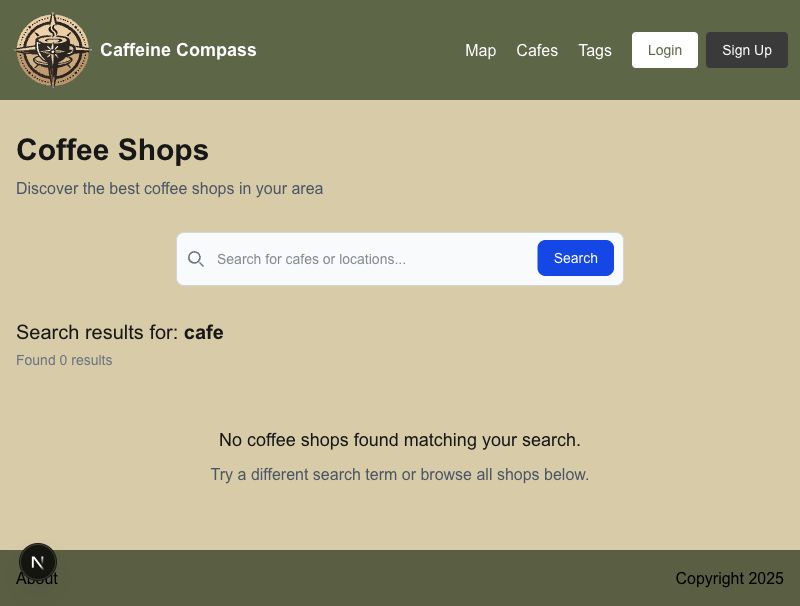 Caffeine Compass
Map
Cafes
Tags
Login
Sign Up
Coffee Shops
Discover the best coffee shops in your area
Search for cafes or locations...
Search
Search results for: cafe
Found 0 results
No coffee shops found matching your search.
Try a different search term or browse all shops below.
N
About
Copyright 2025